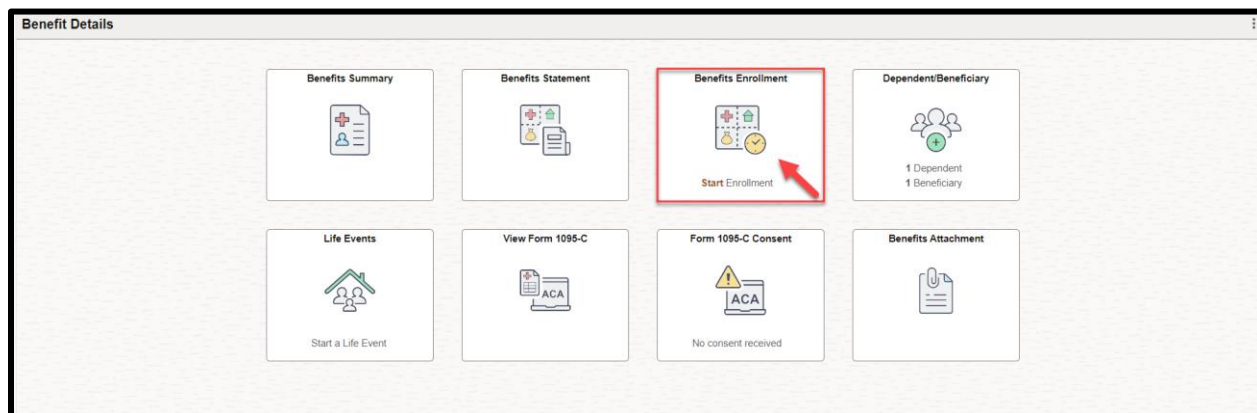 Benefit Details
Benefits Summary
Benefits Statement
Benefits Enrollment
Start Enrollment
Dependent/Beneficiary
1 Dependent
1 Beneficiary
Life Events
Start a Life Event
View Form 1095-C
ACA
Form 1095-C Consent
ACA
No consent received
Benefits Attachment